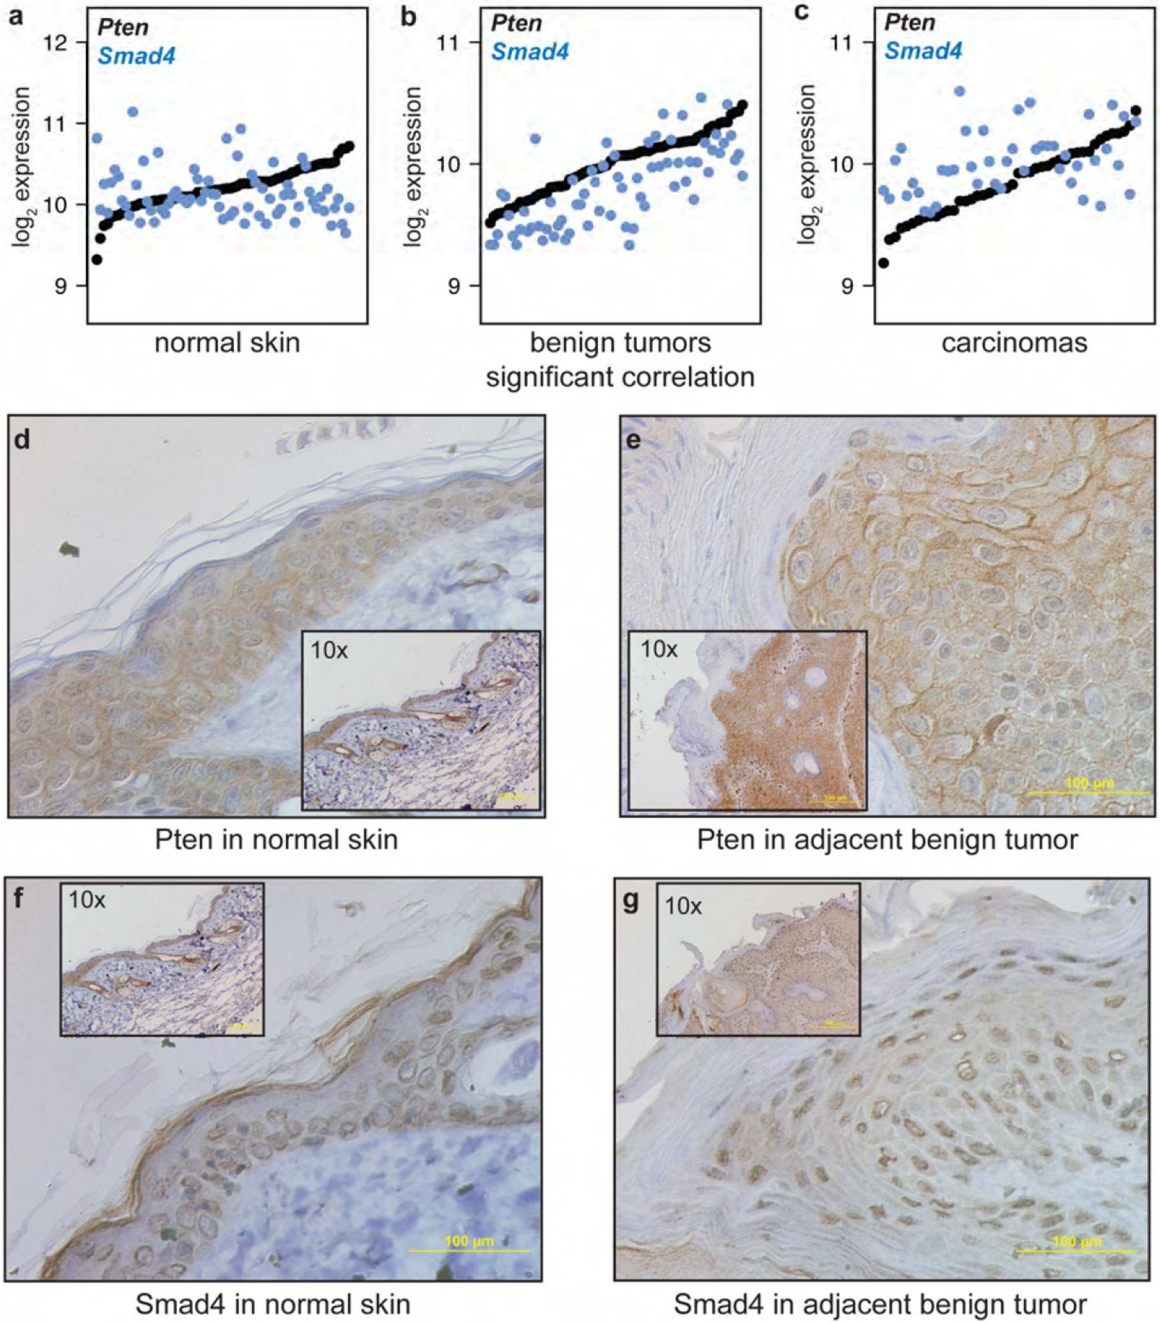 a
Pten
Smad4
12
11
10
9
log2 expression
normal skin
b
Pten
Smad4
11
10
9
log2 expression
benign tumors
significant correlation
c
Pten
Smad4
11
10
9
log2 expression
carcinomas
d
10x
Pten in normal skin
e
10x
100 µm
Pten in adjacent benign tumor
f
10x
100 µm
Smad4 in normal skin
g
10x
100 µm
Smad4 in adjacent benign tumor